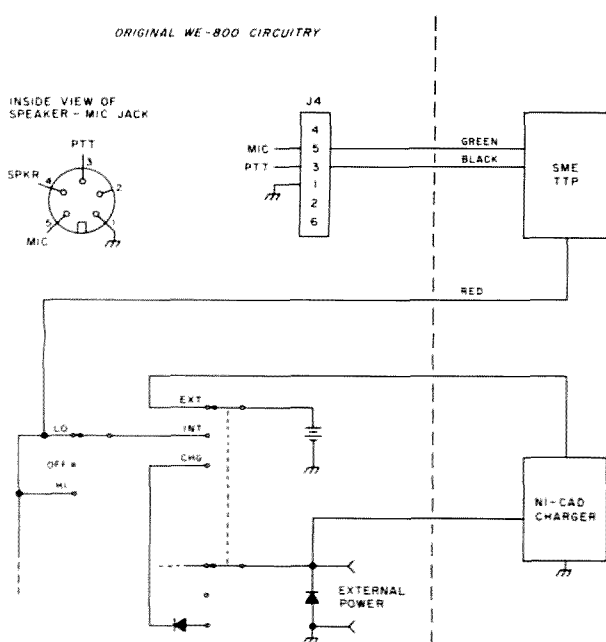 ORIGINAL WE-800 CIRCUITRY
INSIDE VIEW OF
SPEAKER - MIC JACK
PTT
3
SPKR
4
2
5
1
MIC
J4
4
MIC
5
PTT
3
1
2
6
GREEN
BLACK
SME
TTP
RED
EXT
LO
INT
OFF
CHG
HI
NI-CAD
CHARGER
EXTERNAL
POWER